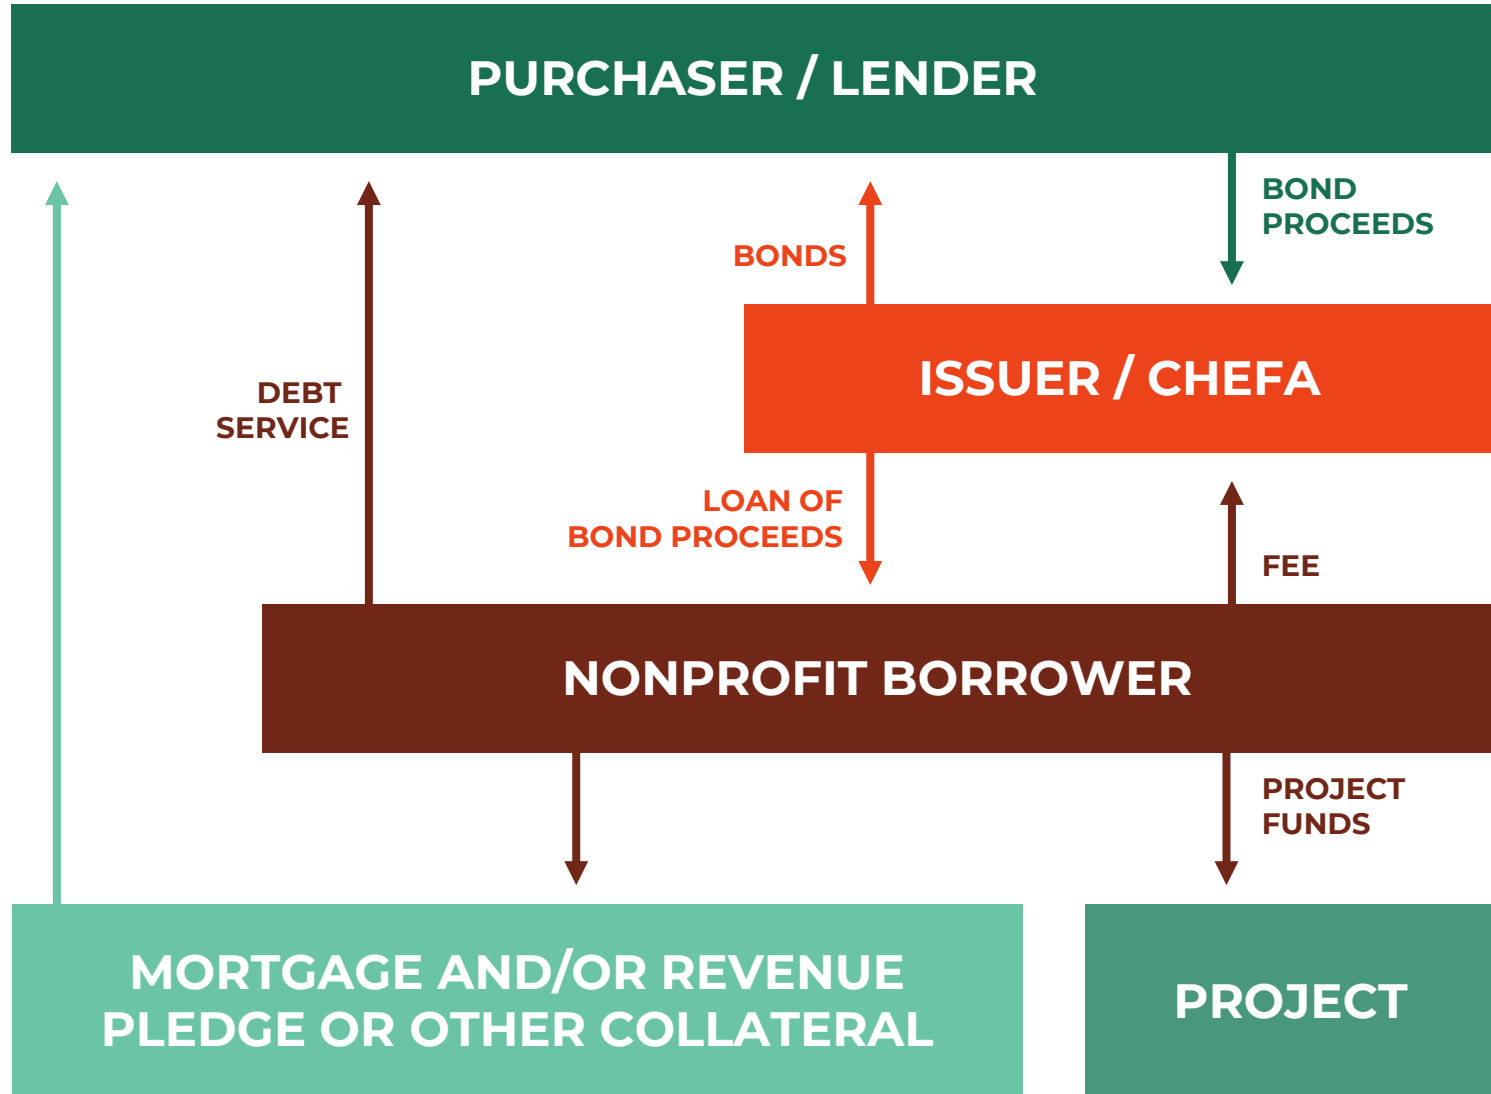 PURCHASER / LENDER
BOND
PROCEEDS
BONDS
ISSUER / CHEFA
DEBT
SERVICE
LOAN OF
BOND PROCEEDS
FEE
NONPROFIT BORROWER
PROJECT
FUNDS
MORTGAGE AND/OR REVENUE
PLEDGE OR OTHER COLLATERAL
PROJECT